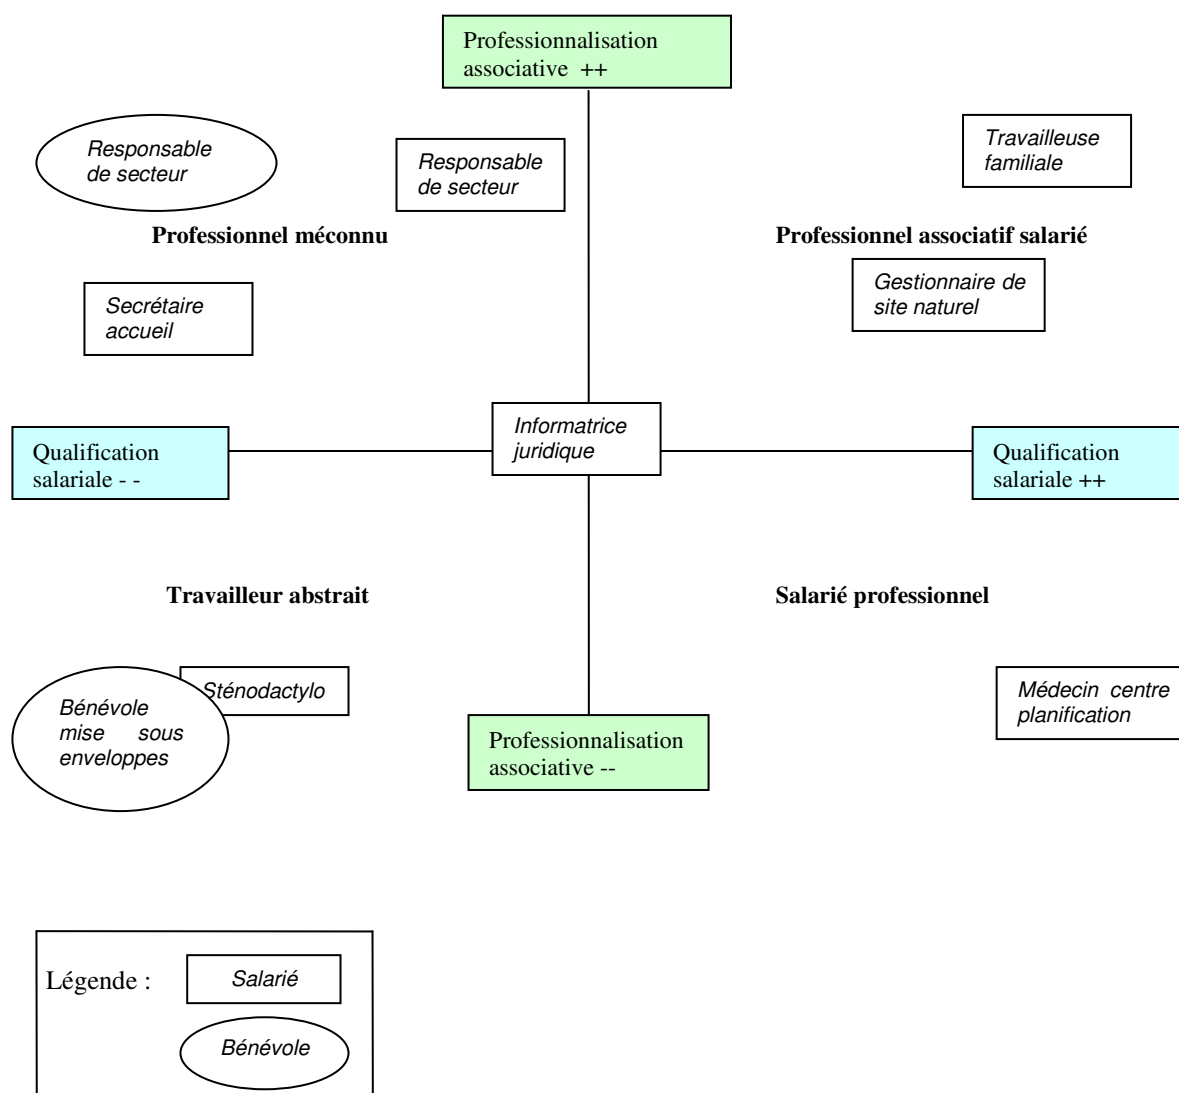 Professionnalisation
associative ++
Responsable
de secteur
Responsable
de secteur
Travailleuse
familiale
Professionnel méconnu
Professionnel associatif salarié
Secrétaire
accueil
Gestionnaire de
site naturel
Qualification
salariale - -
Informatrice
juridique
Qualification
salariale ++
Travailleur abstrait
Salarié professionnel
Bénévole
mise sous
enveloppes
Sténodactylo
Professionnalisation
associative --
Médecin centre
planification
Légende :
Salarié
Bénévole